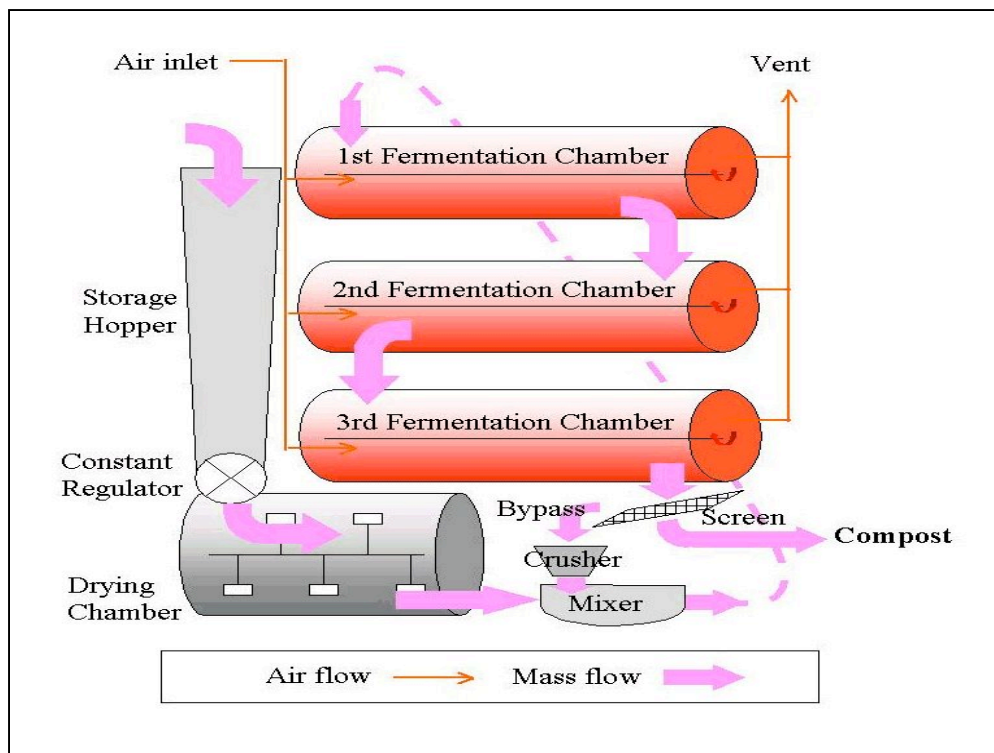 Air inlet
Vent
1st Fermentation Chamber
2nd Fermentation Chamber
Storage
Hopper
3rd Fermentation Chamber
Constant
Regulator
Bypass
Screen
Compost
Crusher
Drying
Chamber
Mixer
Air flow
Mass flow